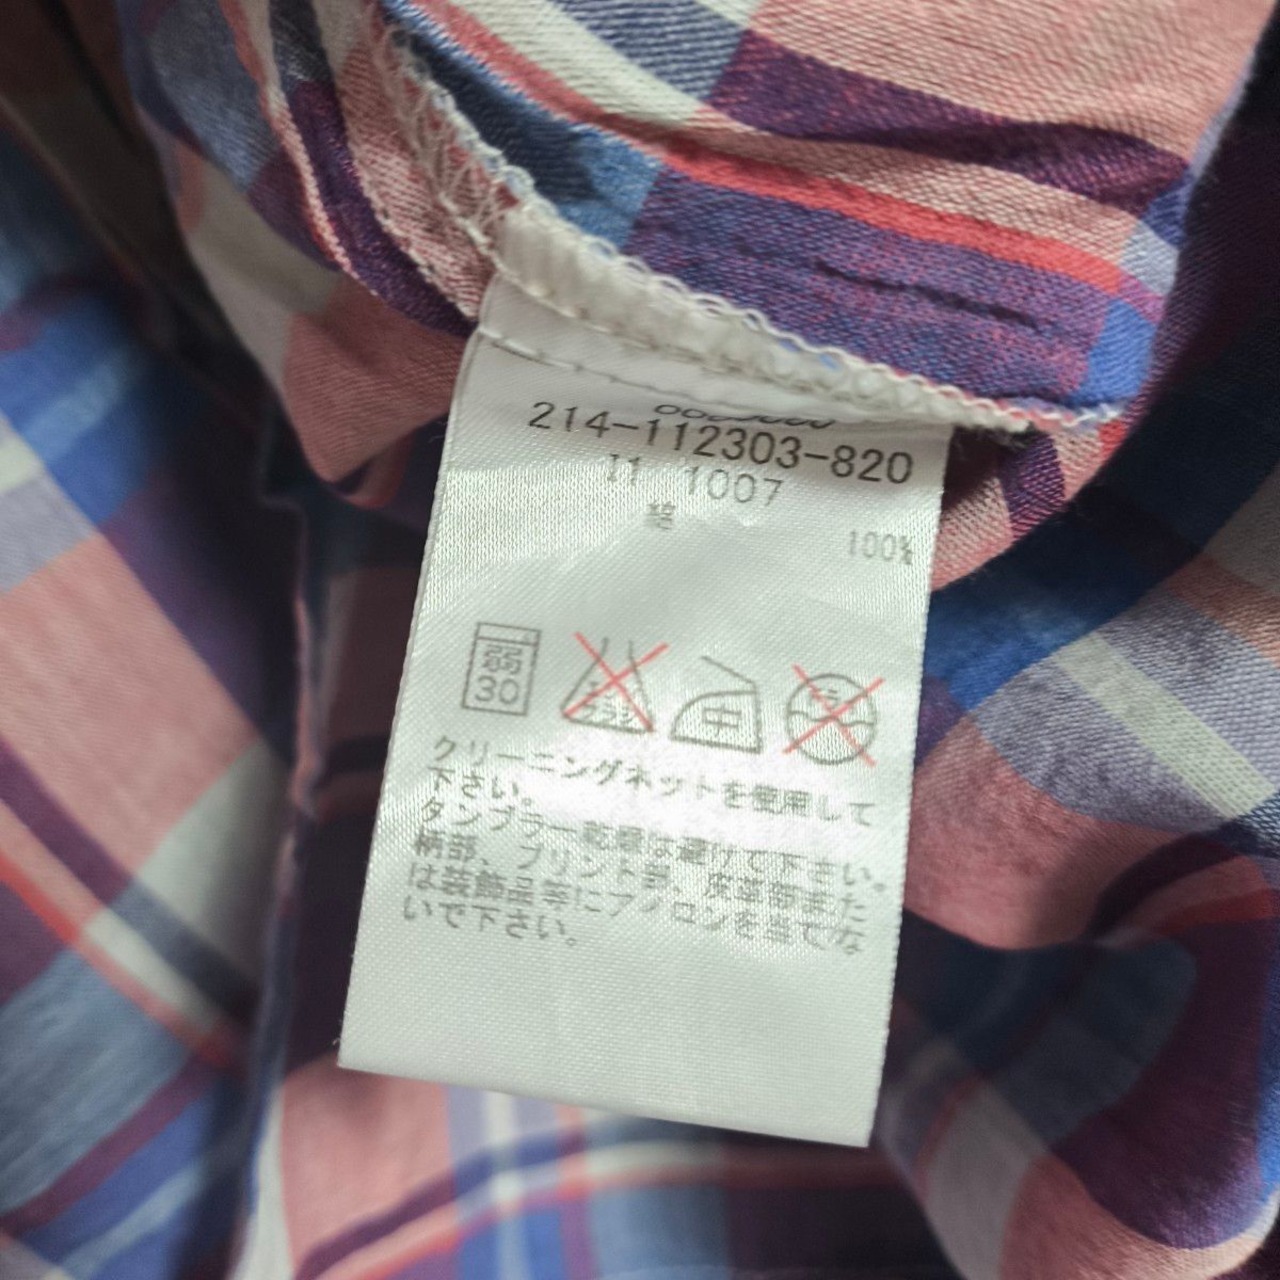 214-112303-820
I1 1007
綿 100%
弱
30
中
クリーニングネットを使用して
下さい。
タンブラー乾燥は避けて下さい。
柄部、プリント部、皮革部また
は装飾品等にアイロンを当てな
いで下さい。